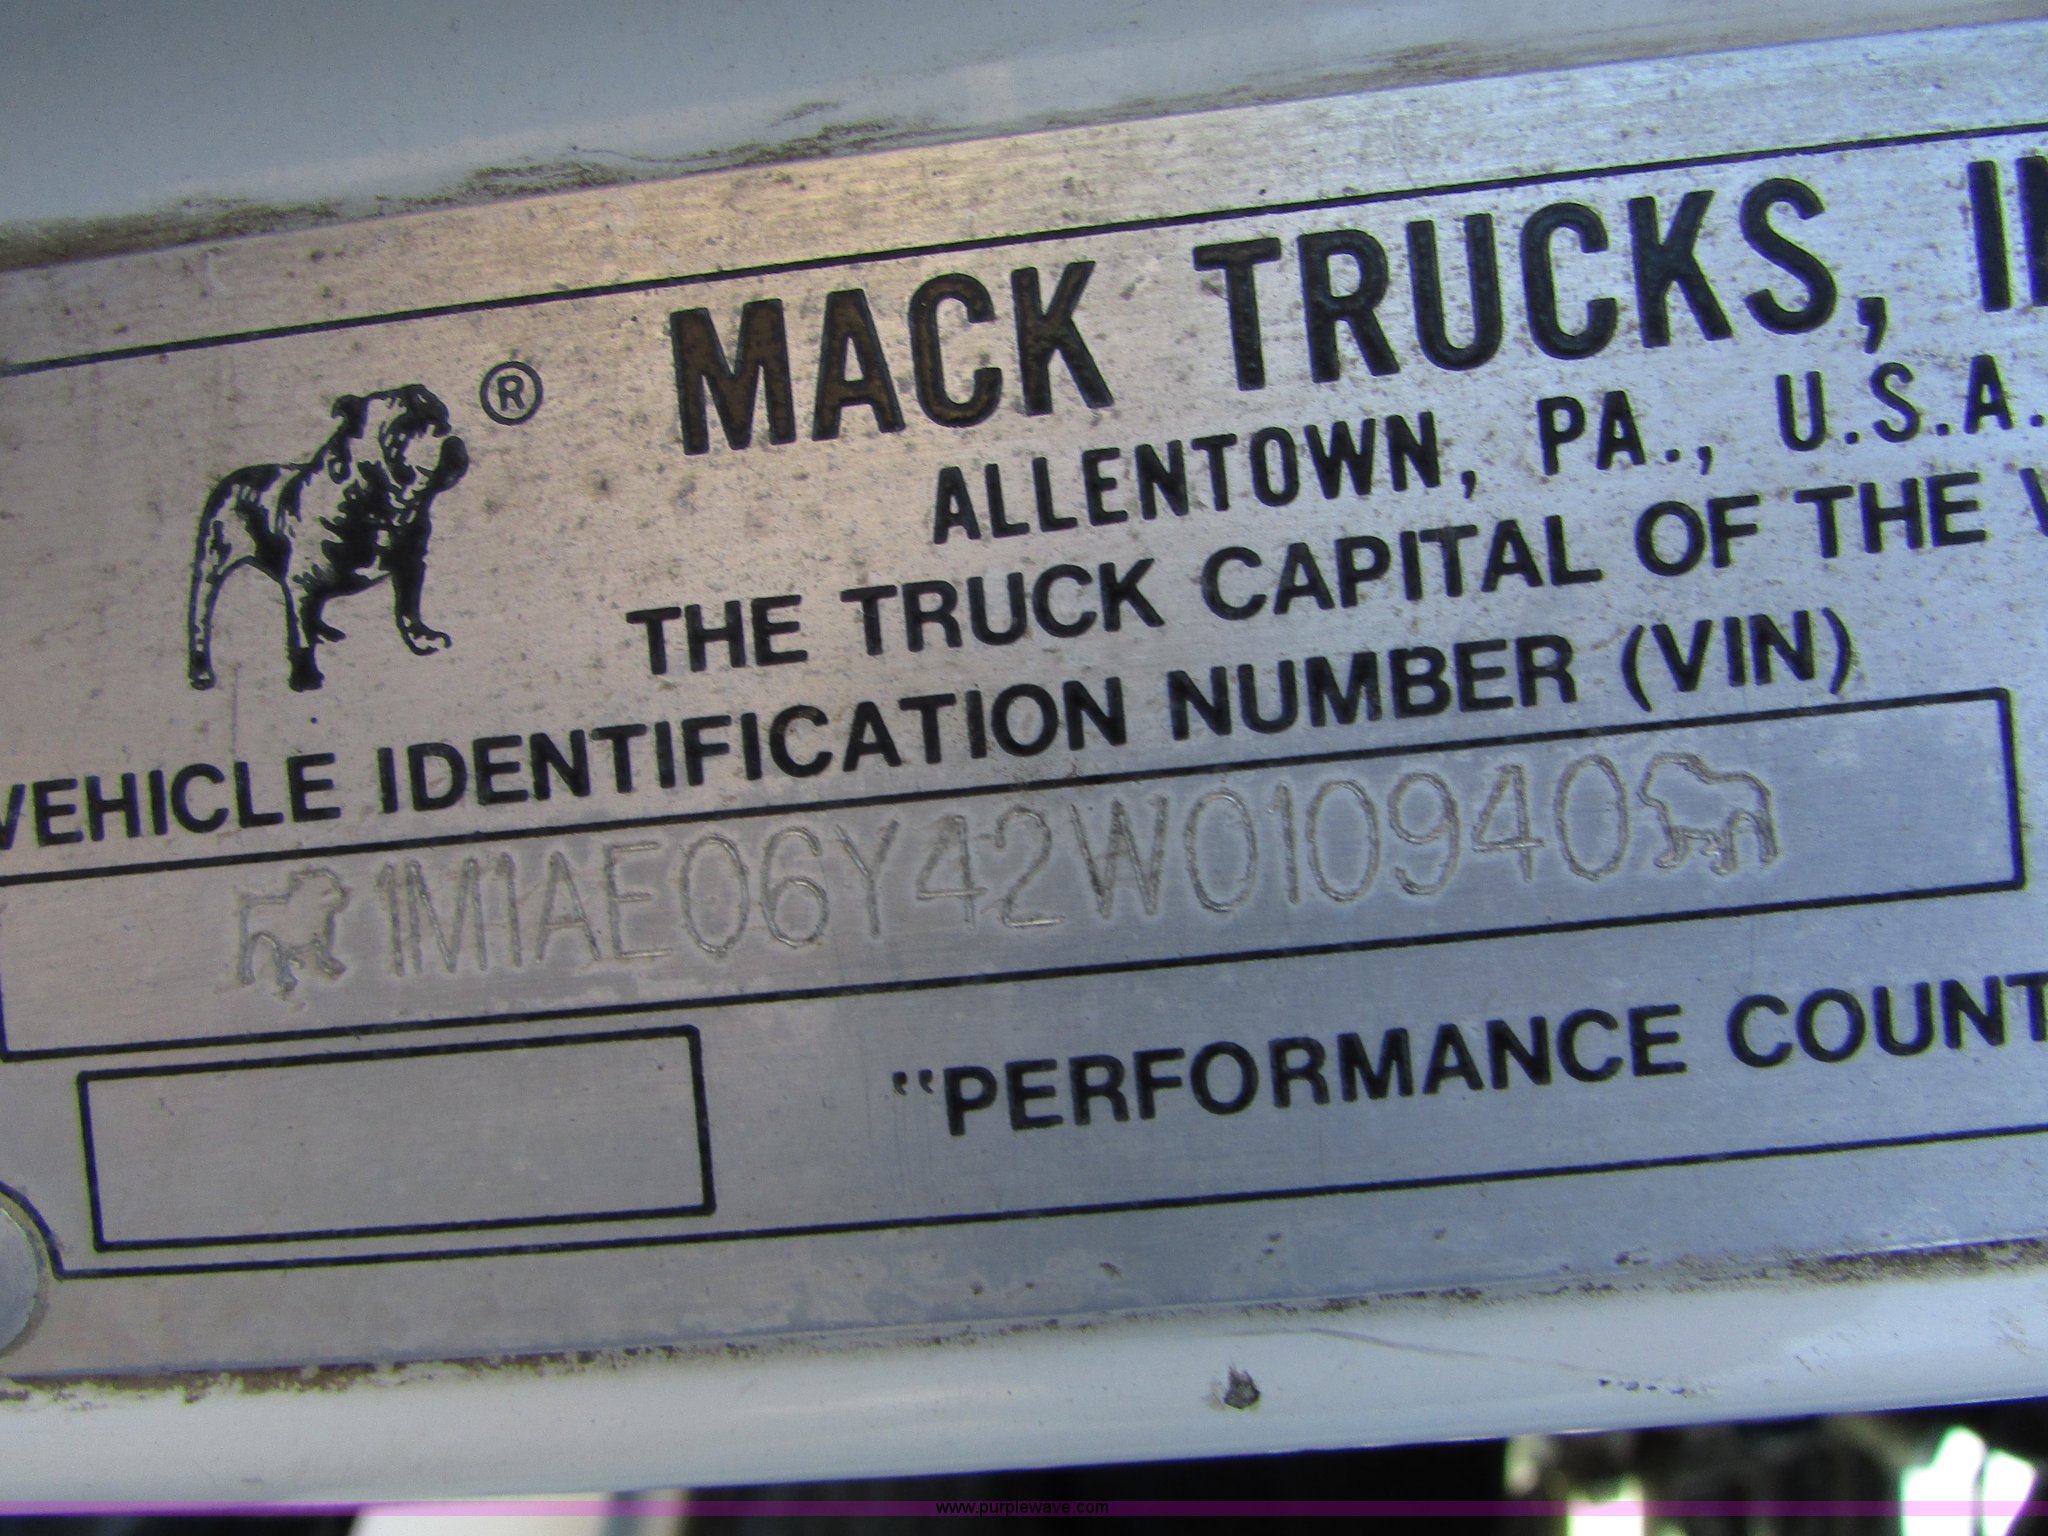 ® MACK TRUCKS,
ALLENTOWN, PA., U.S.A.
THE TRUCK CAPITAL OF THE
VEHICLE IDENTIFICATION NUMBER (VIN)
1M1AE06Y42W010940
"PERFORMANCE COUNT
www.purplewave.com